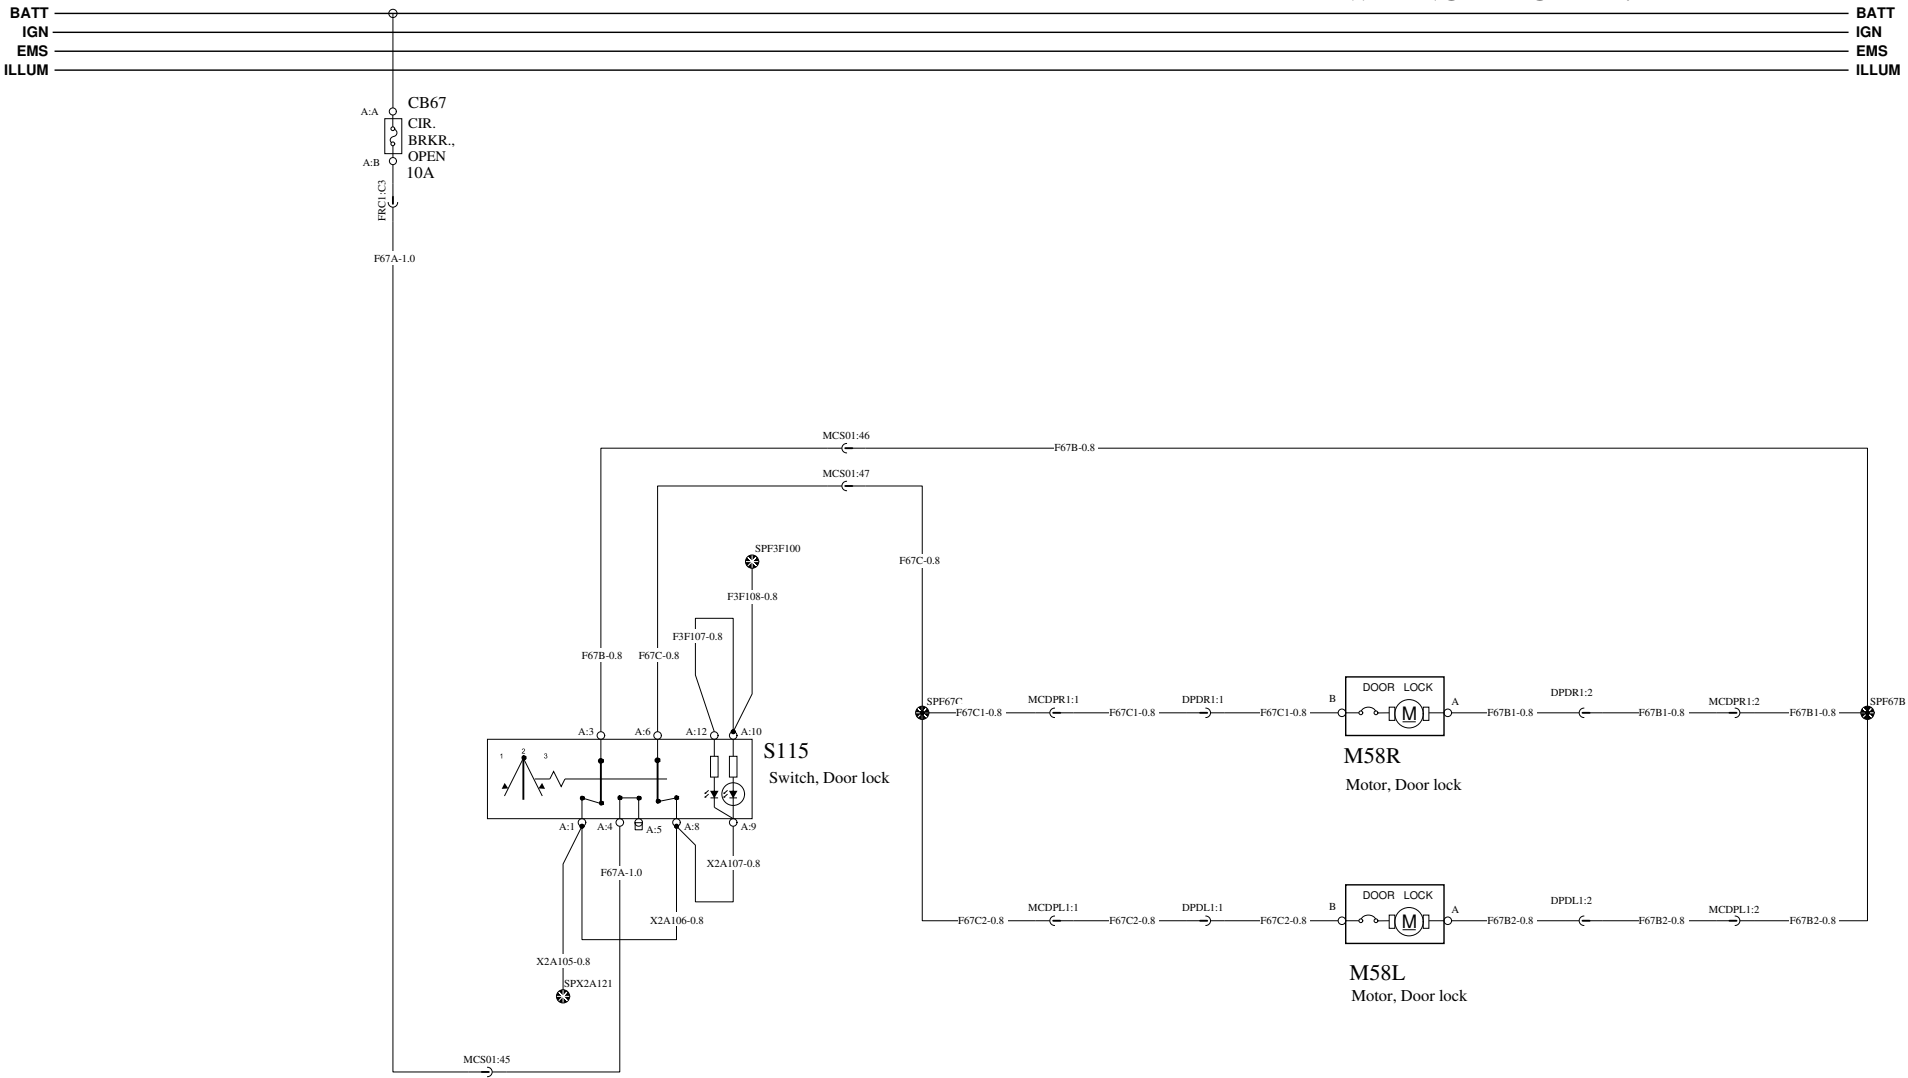 BATT BATT
IGN IGN
EMS EMS
ILLUM ILLUM
A:A
CB67
CIR.
BRKR.,
OPEN
10A
A:B
FRC1:C3
F67A-1.0
MCS01:46
F67B-0.8
MCS01:47
SPF3F100
F67C-0.8
F3F108-0.8
F3F107-0.8
F67B-0.8 F67C-0.8
SPF67C
F67C1-0.8 MCDPR1:1 F67C1-0.8 DPDR1:1 F67C1-0.8 B DOOR LOCK M A F67B1-0.8 DPDR1:2 F67B1-0.8 MCDPR1:2 F67B1-0.8 SPF67B
M58R
Motor, Door lock
A:3 A:6 A:12 A:10
S115
Switch, Door lock
1 2 3
A:1 A:4 A:5 A:8 A:9
X2A107-0.8
F67A-1.0
X2A106-0.8
X2A105-0.8
SPX2A121
F67C2-0.8 MCDPL1:1 F67C2-0.8 DPDL1:1 F67C2-0.8 B DOOR LOCK M A F67B2-0.8 DPDL1:2 F67B2-0.8 MCDPL1:2 F67B2-0.8
M58L
Motor, Door lock
MCS01:45